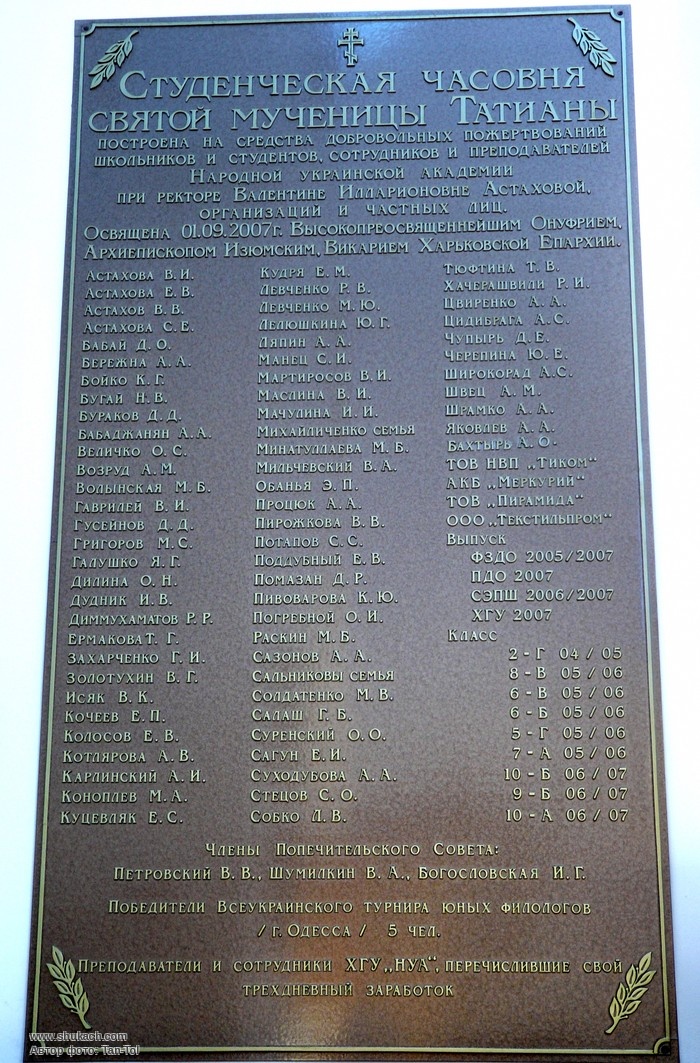 Студенческая часовня
святой мученицы Татианы
построена на средства добровольных пожертвований
школьников и студентов, сотрудников и преподавателей
Народной украинской академии
при ректоре Валентине Илларионовне Астаховой,
организаций и частных лиц.
Освящена 01.09.2007г. Высокопреосвященнейшим Онуфрием,
Архиепископом Изюмским, Викарием Харьковской Епархии.
Астахова В.И.
Астахова Е.В.
Астахов В.В.
Астахова С.Е.
Бабай Д.О.
Бережна А.А.
Бойко К.Г.
Бугай Н.В.
Бураков Д.Д.
Бабаджанян А.А.
Величко О.С.
Возруд А.М.
Волынская М.Б.
Гаврилей В.И.
Гусейнов Д.Д.
Григоров М.С.
Галушко Я.Г.
Дилина О.Н.
Дудник И.В.
Диммухаматов Р.Р.
Ермакова Т.Г.
Захарченко Г.И.
Золотухин В.Г.
Исяк В.К.
Кочеев Е.П.
Колосов Е.В.
Котлярова А.В.
Карлинский А.И.
Коноплев М.А.
Куцевляк Е.С.
Кудря Е.М.
Левченко Р.В.
Левченко М.Ю.
Лелюшкина Ю.Г.
Ляпин А.А.
Манец С.И.
Мартиросов В.И.
Маслина В.И.
Мачулина И.И.
Михайличенко семья
Минатуллаева М.Б.
Мильчевский В.А.
Обанья Э.П.
Процюк А.А.
Пирожкова В.В.
Потапов С.С.
Поддубный Е.В.
Помазан Д.Р.
Пивоварова К.Ю.
Погребной О.И.
Раскин М.Б.
Сазонов А.А.
Сальниковы семья
Солдатенко М.В.
Салаш Г.Б.
Суренский О.О.
Сагун Е.И.
Суходубова А.А.
Стецов С.О.
Собко Л.В.
Тюфтина Т.В.
Хачерашвили Р.И.
Цвиренко А.А.
Цидибрага А.С.
Чупырь Д.Е.
Черепина Ю.Е.
Широкорад А.С.
Швец А.М.
Шрамко А.А.
Яковлев А.А.
Бахтырь А.О.
ТОВ НВП „Тиком“
АКБ „Меркурий“
ТОВ „Пирамида“
ООО „Текстильпром“
Выпуск
ФЗДО 2005/2007
ПДО 2007
СЭПШ 2006/2007
ХГУ 2007
Класс
2 - Г 04 / 05
8 - В 05 / 06
6 - В 05 / 06
6 - Б 05 / 06
5 - Г 05 / 06
7 - А 05 / 06
10 - Б 06 / 07
9 - Б 06 / 07
10 - А 06 / 07
Члены Попечительского Совета:
Петровский В.В., Шумилкин В.А., Богословская И.Г.
Победители Всеукраинского турнира юных филологов
/ г. Одесса / 5 чел.
Преподаватели и сотрудники ХГУ „НУА“, перечислившие свой
трехдневный заработок
www.shukach.com
Автор фото: Tan-Tol